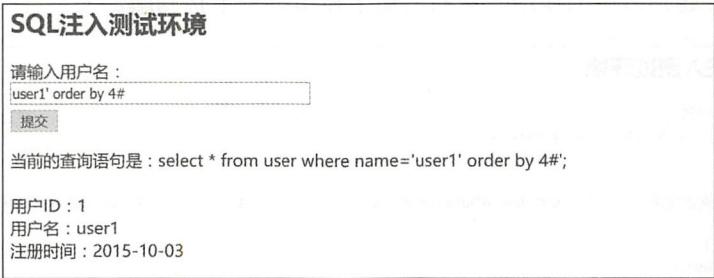 SQL注入测试环境
请输入用户名：
user1' order by 4#
提交
当前的查询语句是：select * from user where name='user1' order by 4#';
用户ID：1
用户名：user1
注册时间：2015-10-03